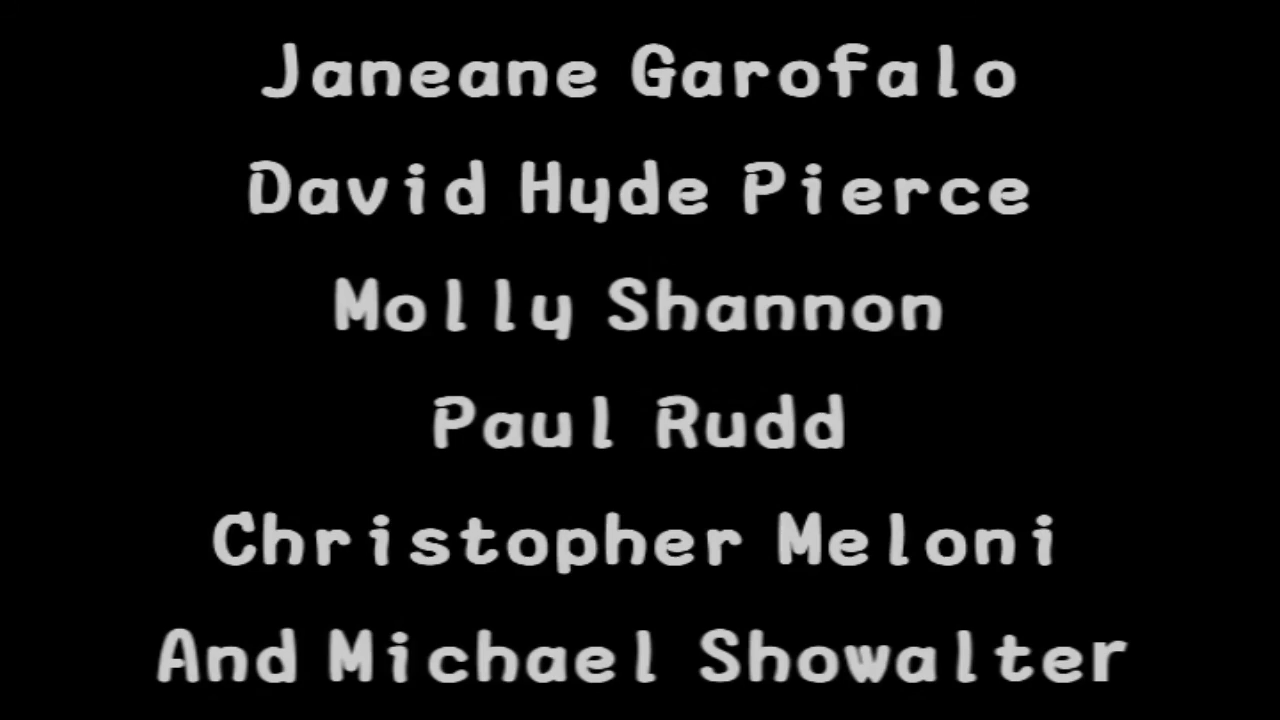 Janeane Garofalo
David Hyde Pierce
Molly Shannon
Paul Rudd
Christopher Meloni
And Michael Showalter